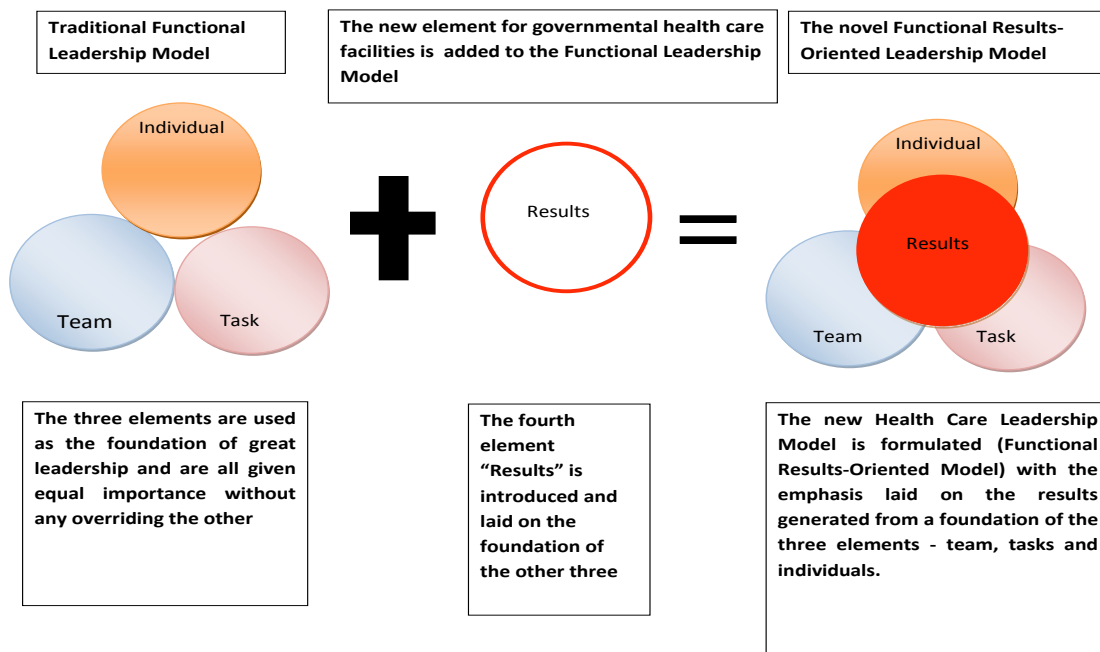 Traditional Functional
Leadership Model
The new element for governmental health care
facilities is added to the Functional Leadership
Model
The novel Functional Results-
Oriented Leadership Model
Individual
Team
Task
Results
Individual
Results
Team
Task
The three elements are used
as the foundation of great
leadership and are all given
equal importance without
any overriding the other
The fourth
element
“Results” is
introduced and
laid on the
foundation of
the other three
The new Health Care Leadership
Model is formulated (Functional
Results-Oriented Model) with the
emphasis laid on the results
generated from a foundation of the
three elements - team, tasks and
individuals.